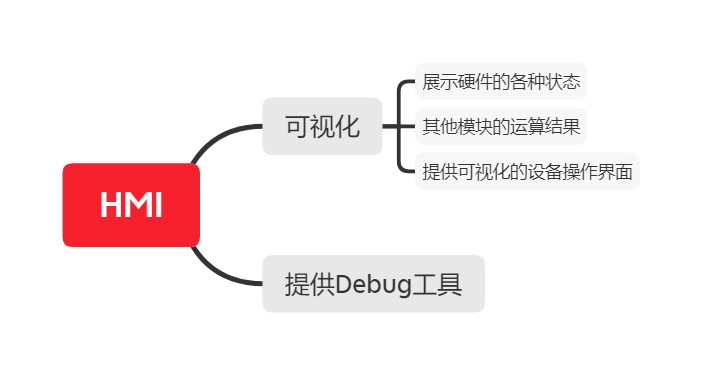 HMI
可视化
展示硬件的各种状态
其他模块的运算结果
提供可视化的设备操作界面
提供Debug工具